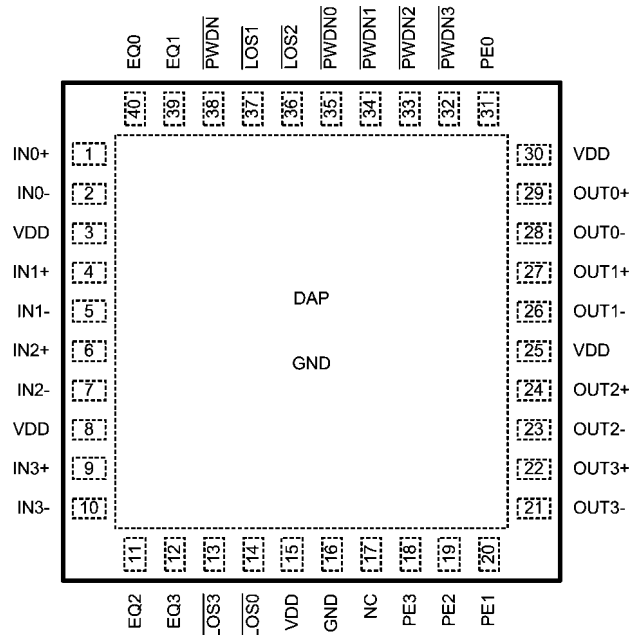 EQ0 EQ1 PWDN LOS1 LOS2 PWDN0 PWDN1 PWDN2 PWDN3 PE0
40 39 38 37 36 35 34 33 32 31
IN0+ 1 30 VDD
IN0- 2 29 OUT0+
VDD 3 28 OUT0-
IN1+ 4 27 OUT1+
IN1- 5 26 OUT1-
IN2+ 6 25 VDD
IN2- 7 24 OUT2+
VDD 8 23 OUT2-
IN3+ 9 22 OUT3+
IN3- 10 21 OUT3-
DAP
GND
11 12 13 14 15 16 17 18 19 20
EQ2 EQ3 LOS3 LOS0 VDD GND NC PE3 PE2 PE1